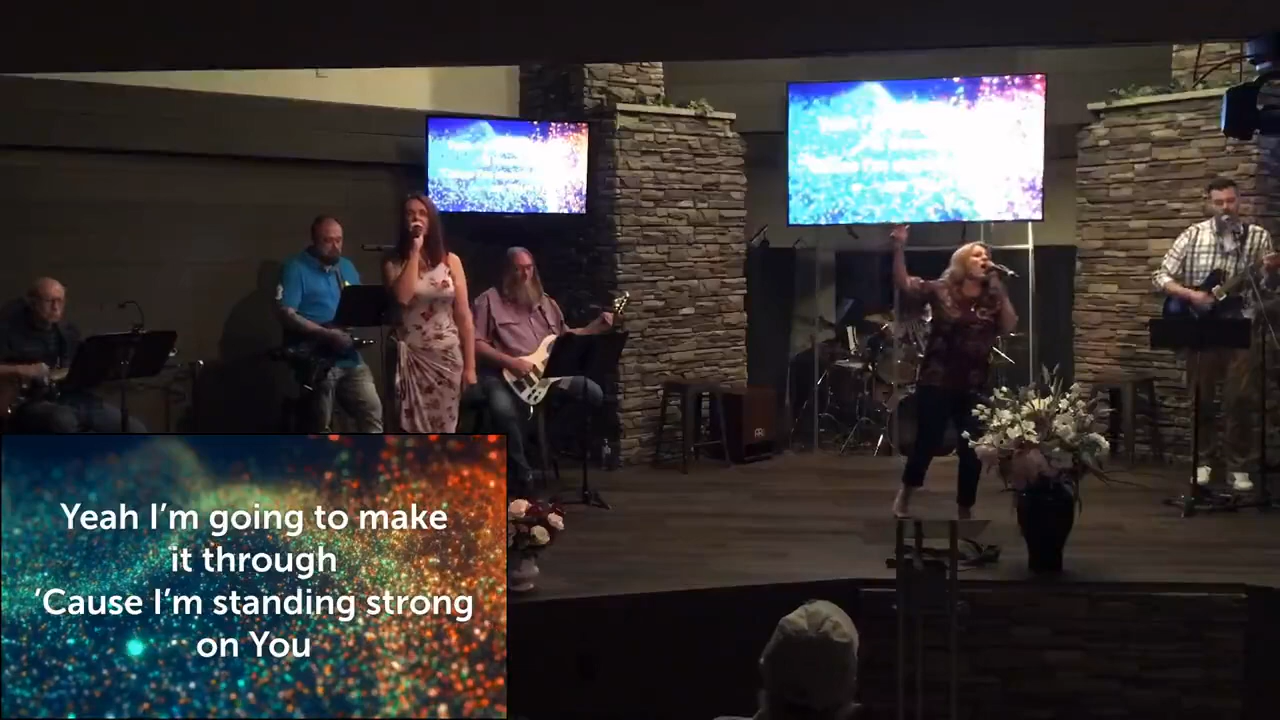 Yeah I'm going to make
it through
'Cause I'm standing strong
on You